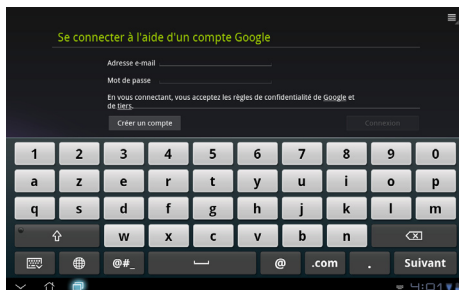 Se connecter à l'aide d'un compte Google
Adresse e-mail
Mot de passe
En vous connectant, vous acceptez les règles de confidentialité de Google et
de tiers.
Créer un compte Connexion
1 2 3 4 5 6 7 8 9 0
a z e r t y u i o p
q s d f g h j k l m
w x c v b n
@#_ @ .com . Suivant
4:01